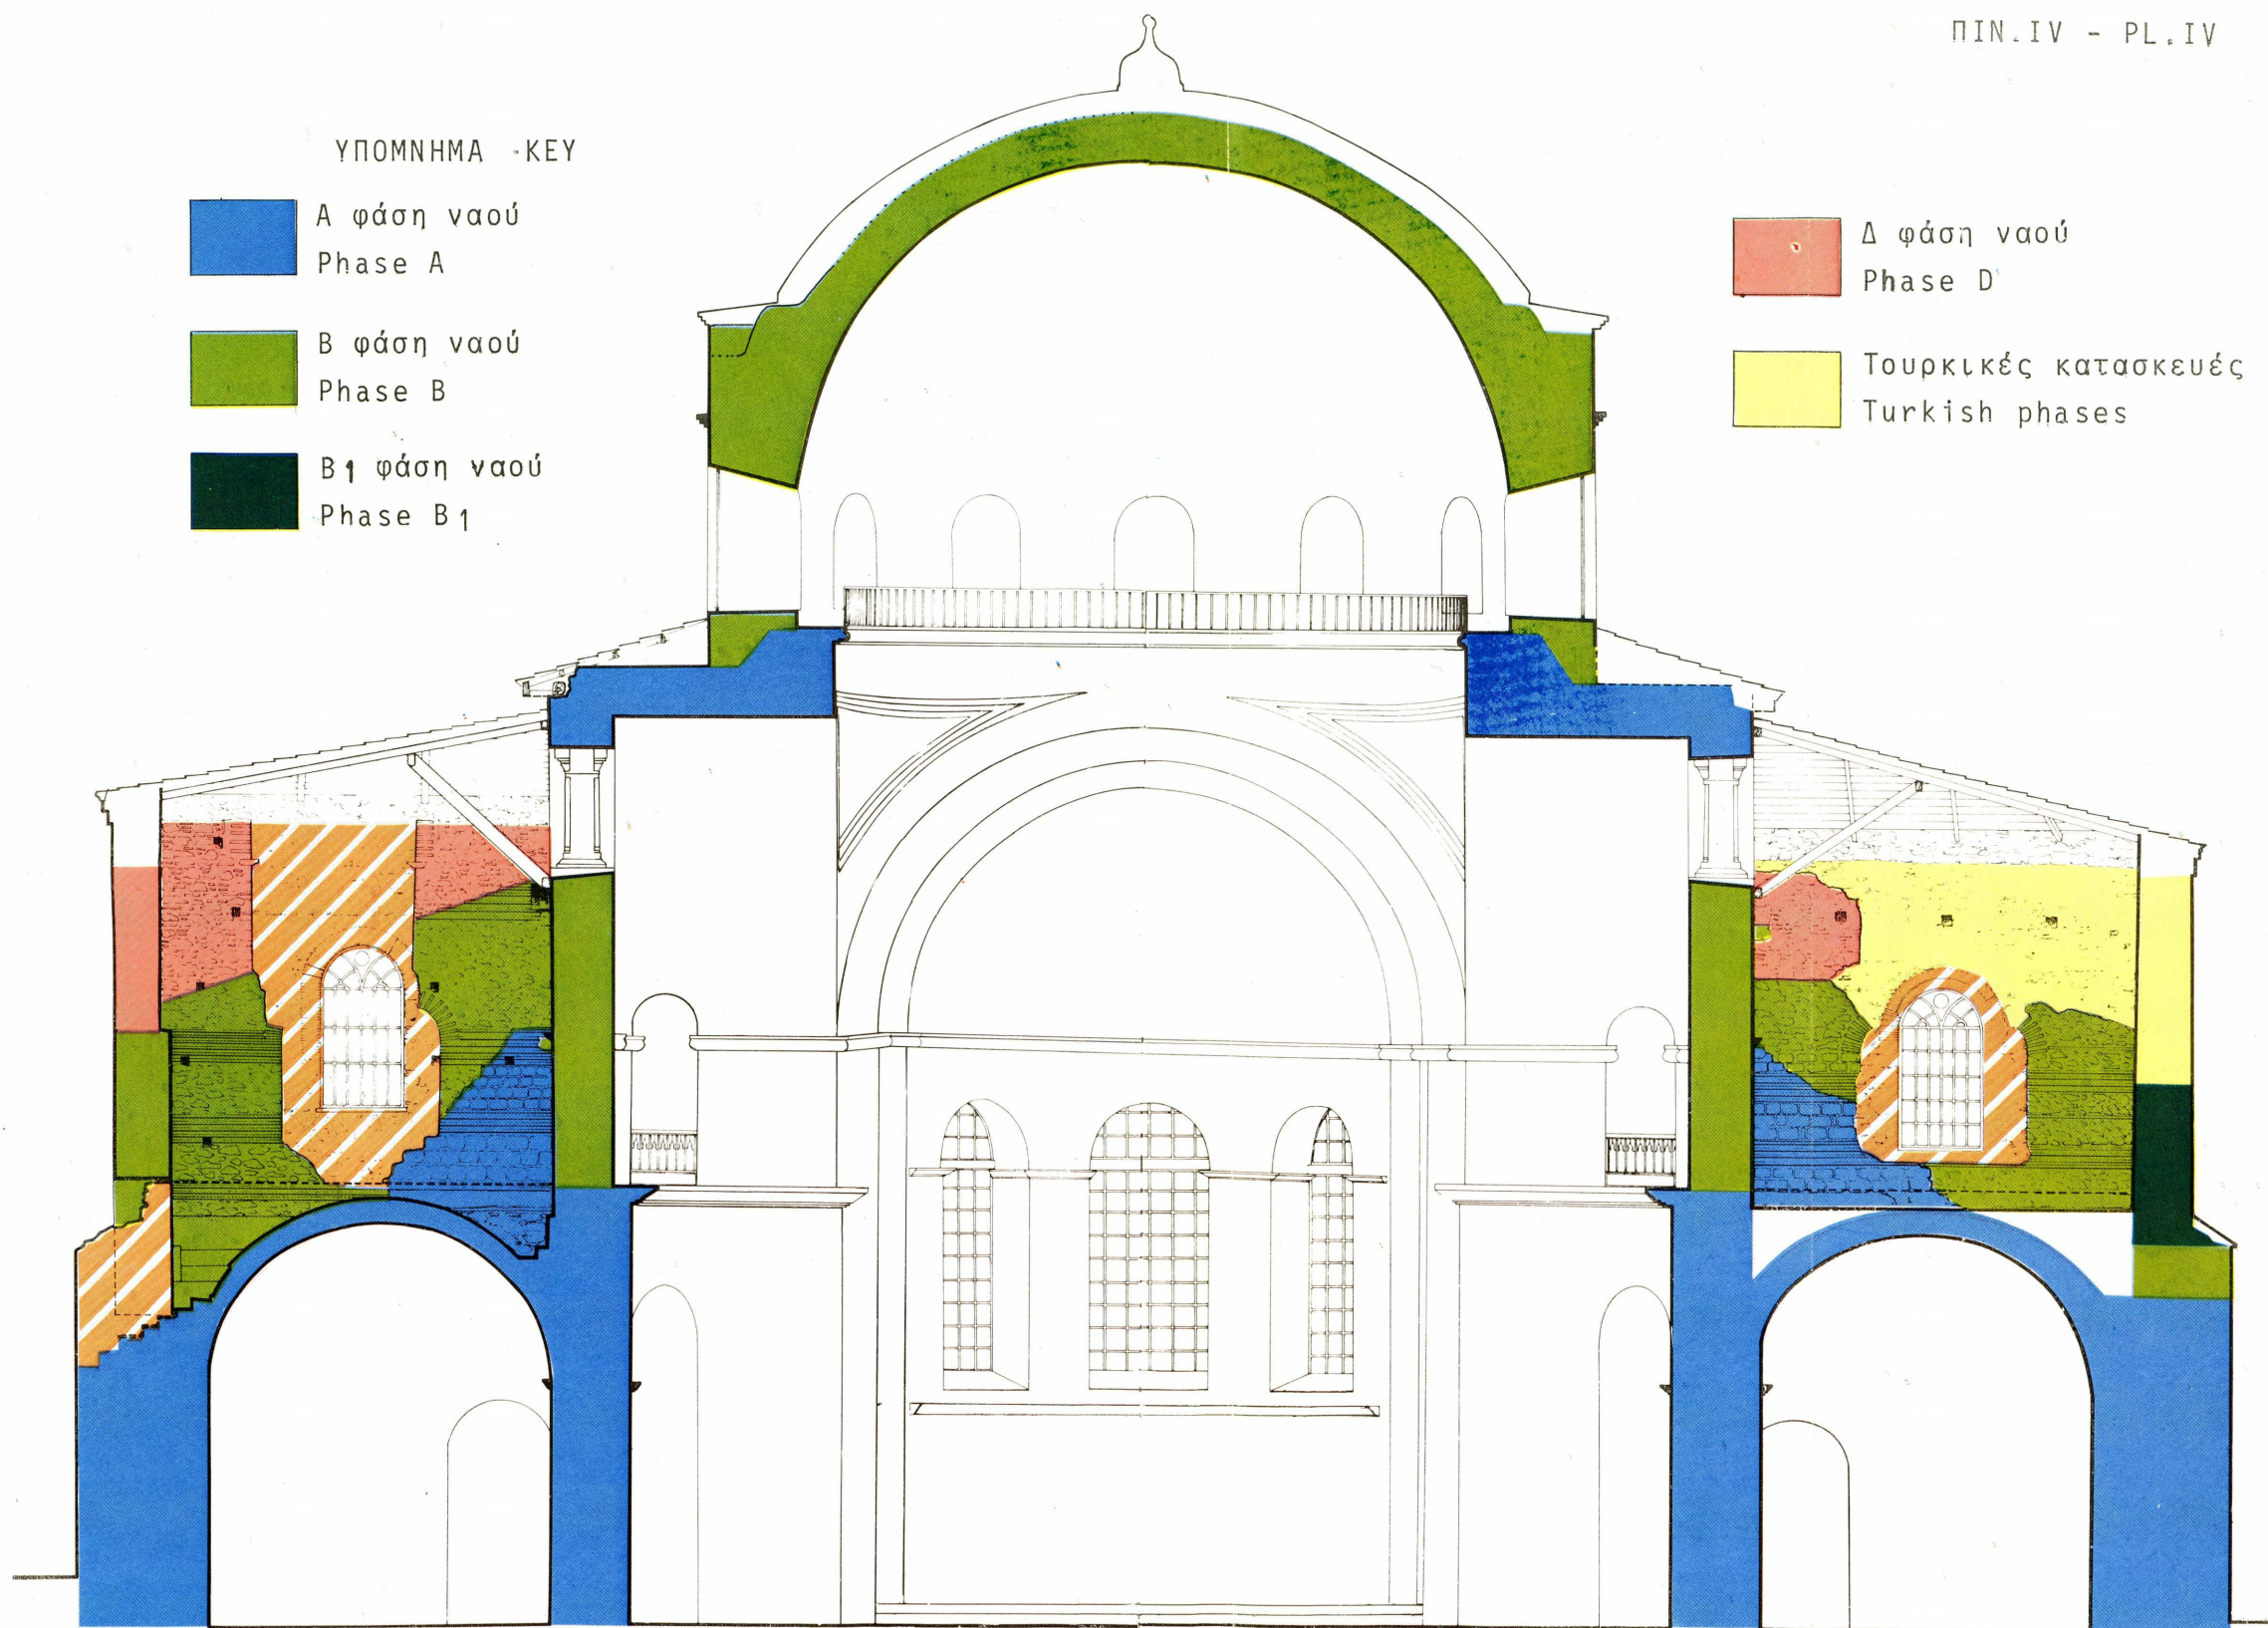 ΠΙΝ.IV - PL.IV
ΥΠΟΜΝΗΜΑ -KEY
Α φάση ναού
Phase A
Β φάση ναού
Phase B
Β1 φάση ναού
Phase B1
Δ φάση ναού
Phase D
Τουρκικές κατασκευές
Turkish phases